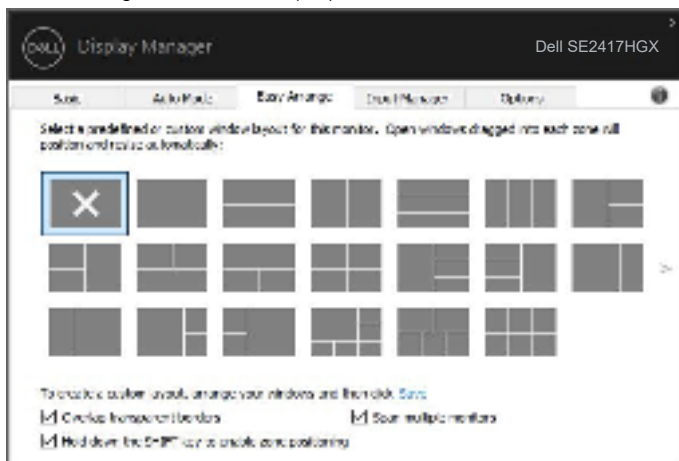 DELL Display Manager
Dell SE2417HGX
Basic Auto Mode Easy Arrange Input Manager Options
Select a predefined or custom window layout for this monitor. Open windows dragged into each zone will
position and resize automatically:
To create a custom layout, arrange your windows and then click Save
Overlap transparent borders
Span multiple monitors
Hold down the SHIFT key to enable zone positioning